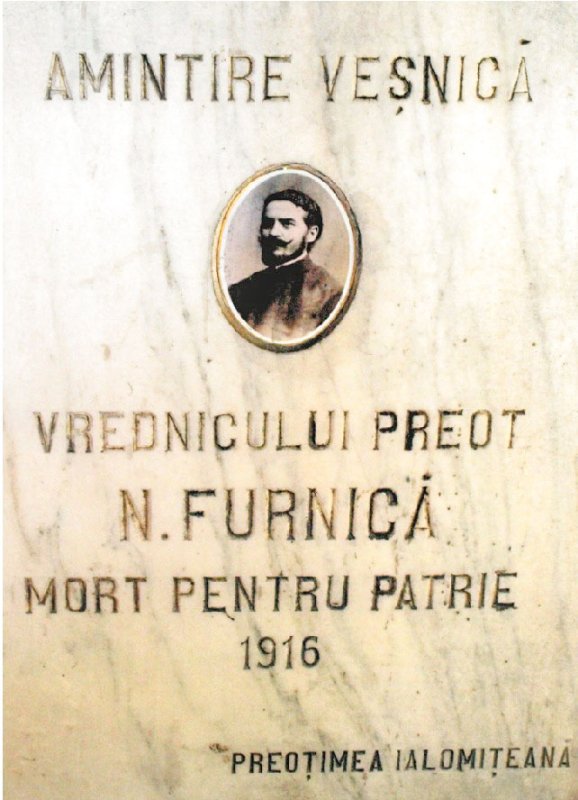 AMINTIRE VEȘNICĂ
VREDNICULUI PREOT
N. FURNICĂ
MORT PENTRU PATRIE
1916
PREOȚIMEA IALOMIȚEANĂ